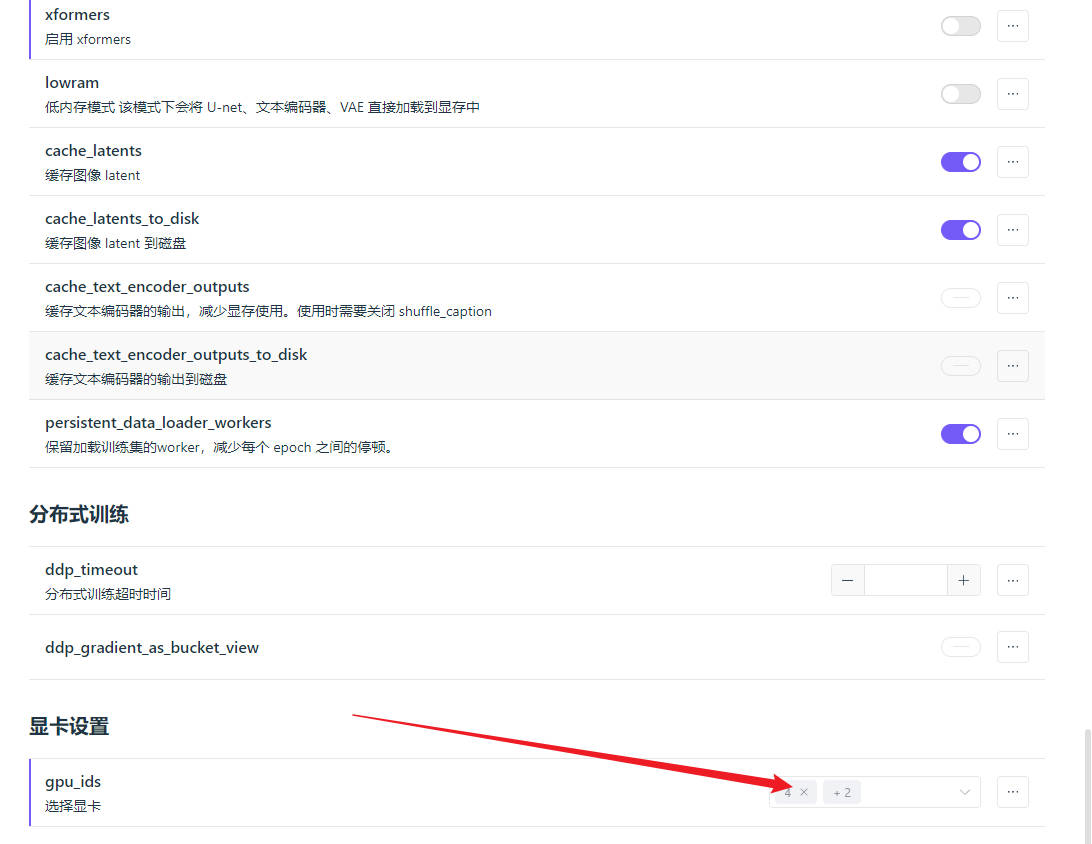 xformers
启用 xformers
lowram
低内存模式 该模式下会将 U-net、文本编码器、VAE 直接加载到显存中
cache_latents
缓存图像 latent
cache_latents_to_disk
缓存图像 latent 到磁盘
cache_text_encoder_outputs
缓存文本编码器的输出，减少显存使用。使用时需要关闭 shuffle_caption
cache_text_encoder_outputs_to_disk
缓存文本编码器的输出到磁盘
persistent_data_loader_workers
保留加载训练集的worker，减少每个 epoch 之间的停顿。
分布式训练
ddp_timeout
分布式训练超时时间
ddp_gradient_as_bucket_view
显卡设置
gpu_ids
选择显卡
4 × + 2